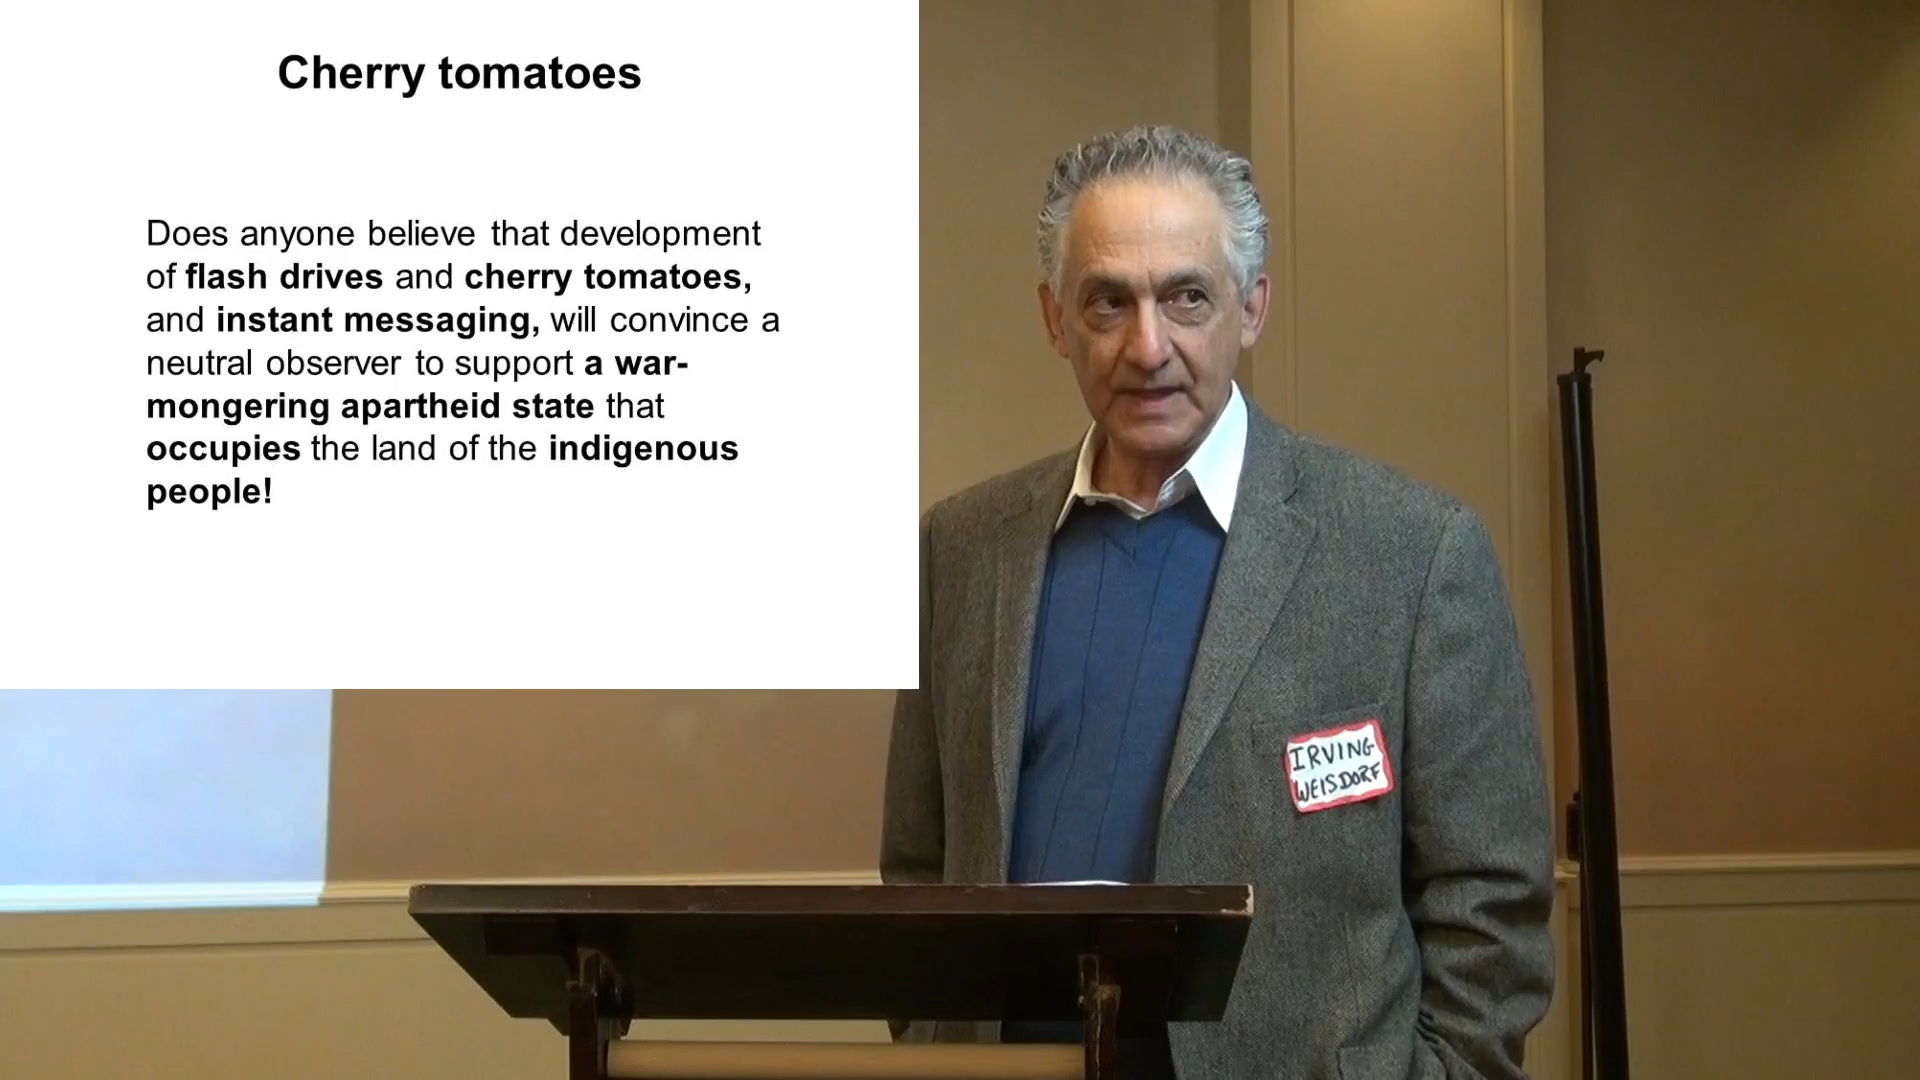 Cherry tomatoes
Does anyone believe that development
of flash drives and cherry tomatoes,
and instant messaging, will convince a
neutral observer to support a war-
mongering apartheid state that
occupies the land of the indigenous
people!
IRVING
WEISDORF